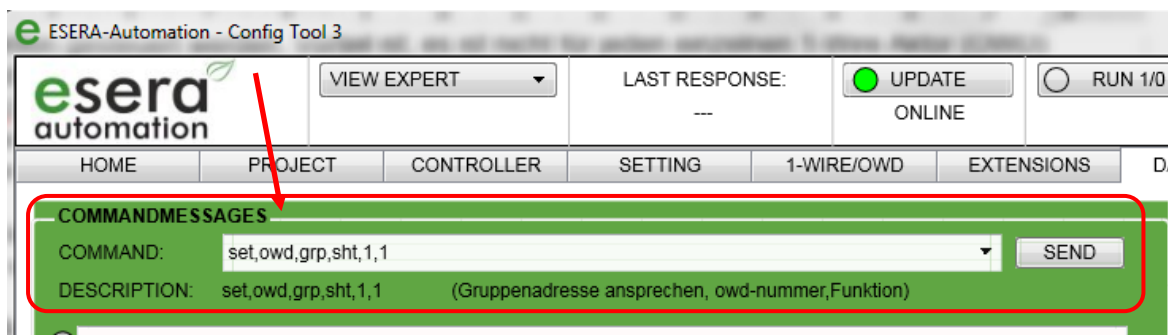 ESERA-Automation - Config Tool 3
esera automation
VIEW EXPERT
LAST RESPONSE:
---
UPDATE
ONLINE
RUN 1/0
HOME PROJECT CONTROLLER SETTING 1-WIRE/OWD EXTENSIONS
COMMANDMESSAGES
COMMAND: set,owd,grp,sht,1,1 SEND
DESCRIPTION: set,owd,grp,sht,1,1 (Gruppenadresse ansprechen, owd-nummer,Funktion)